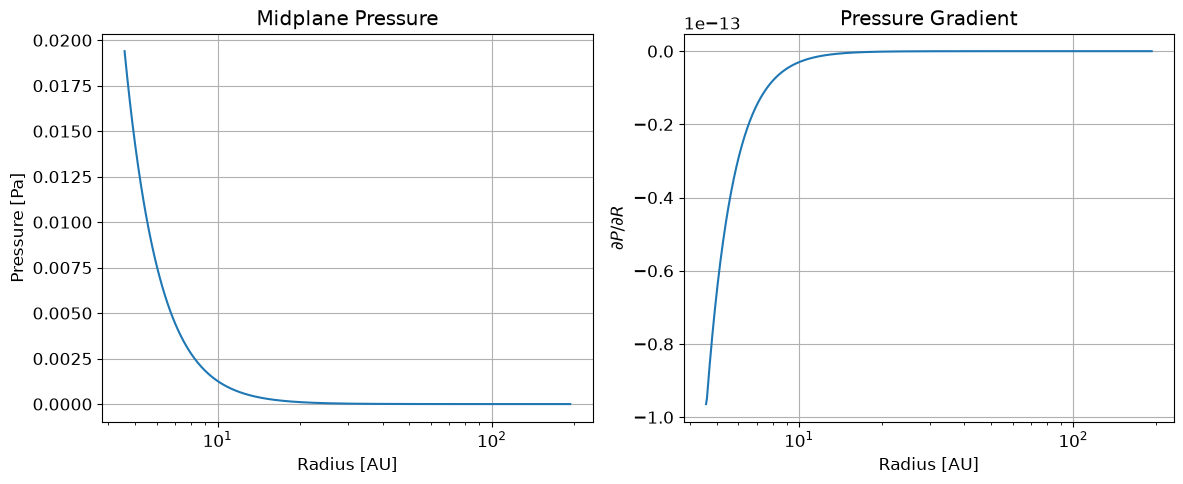 Midplane Pressure
Pressure [Pa]
0.0200
0.0175
0.0150
0.0125
0.0100
0.0075
0.0050
0.0025
0.0000
10¹
10²
Radius [AU]
Pressure Gradient
1e−13
∂P/∂R
0.0
−0.2
−0.4
−0.6
−0.8
−1.0
10¹
10²
Radius [AU]